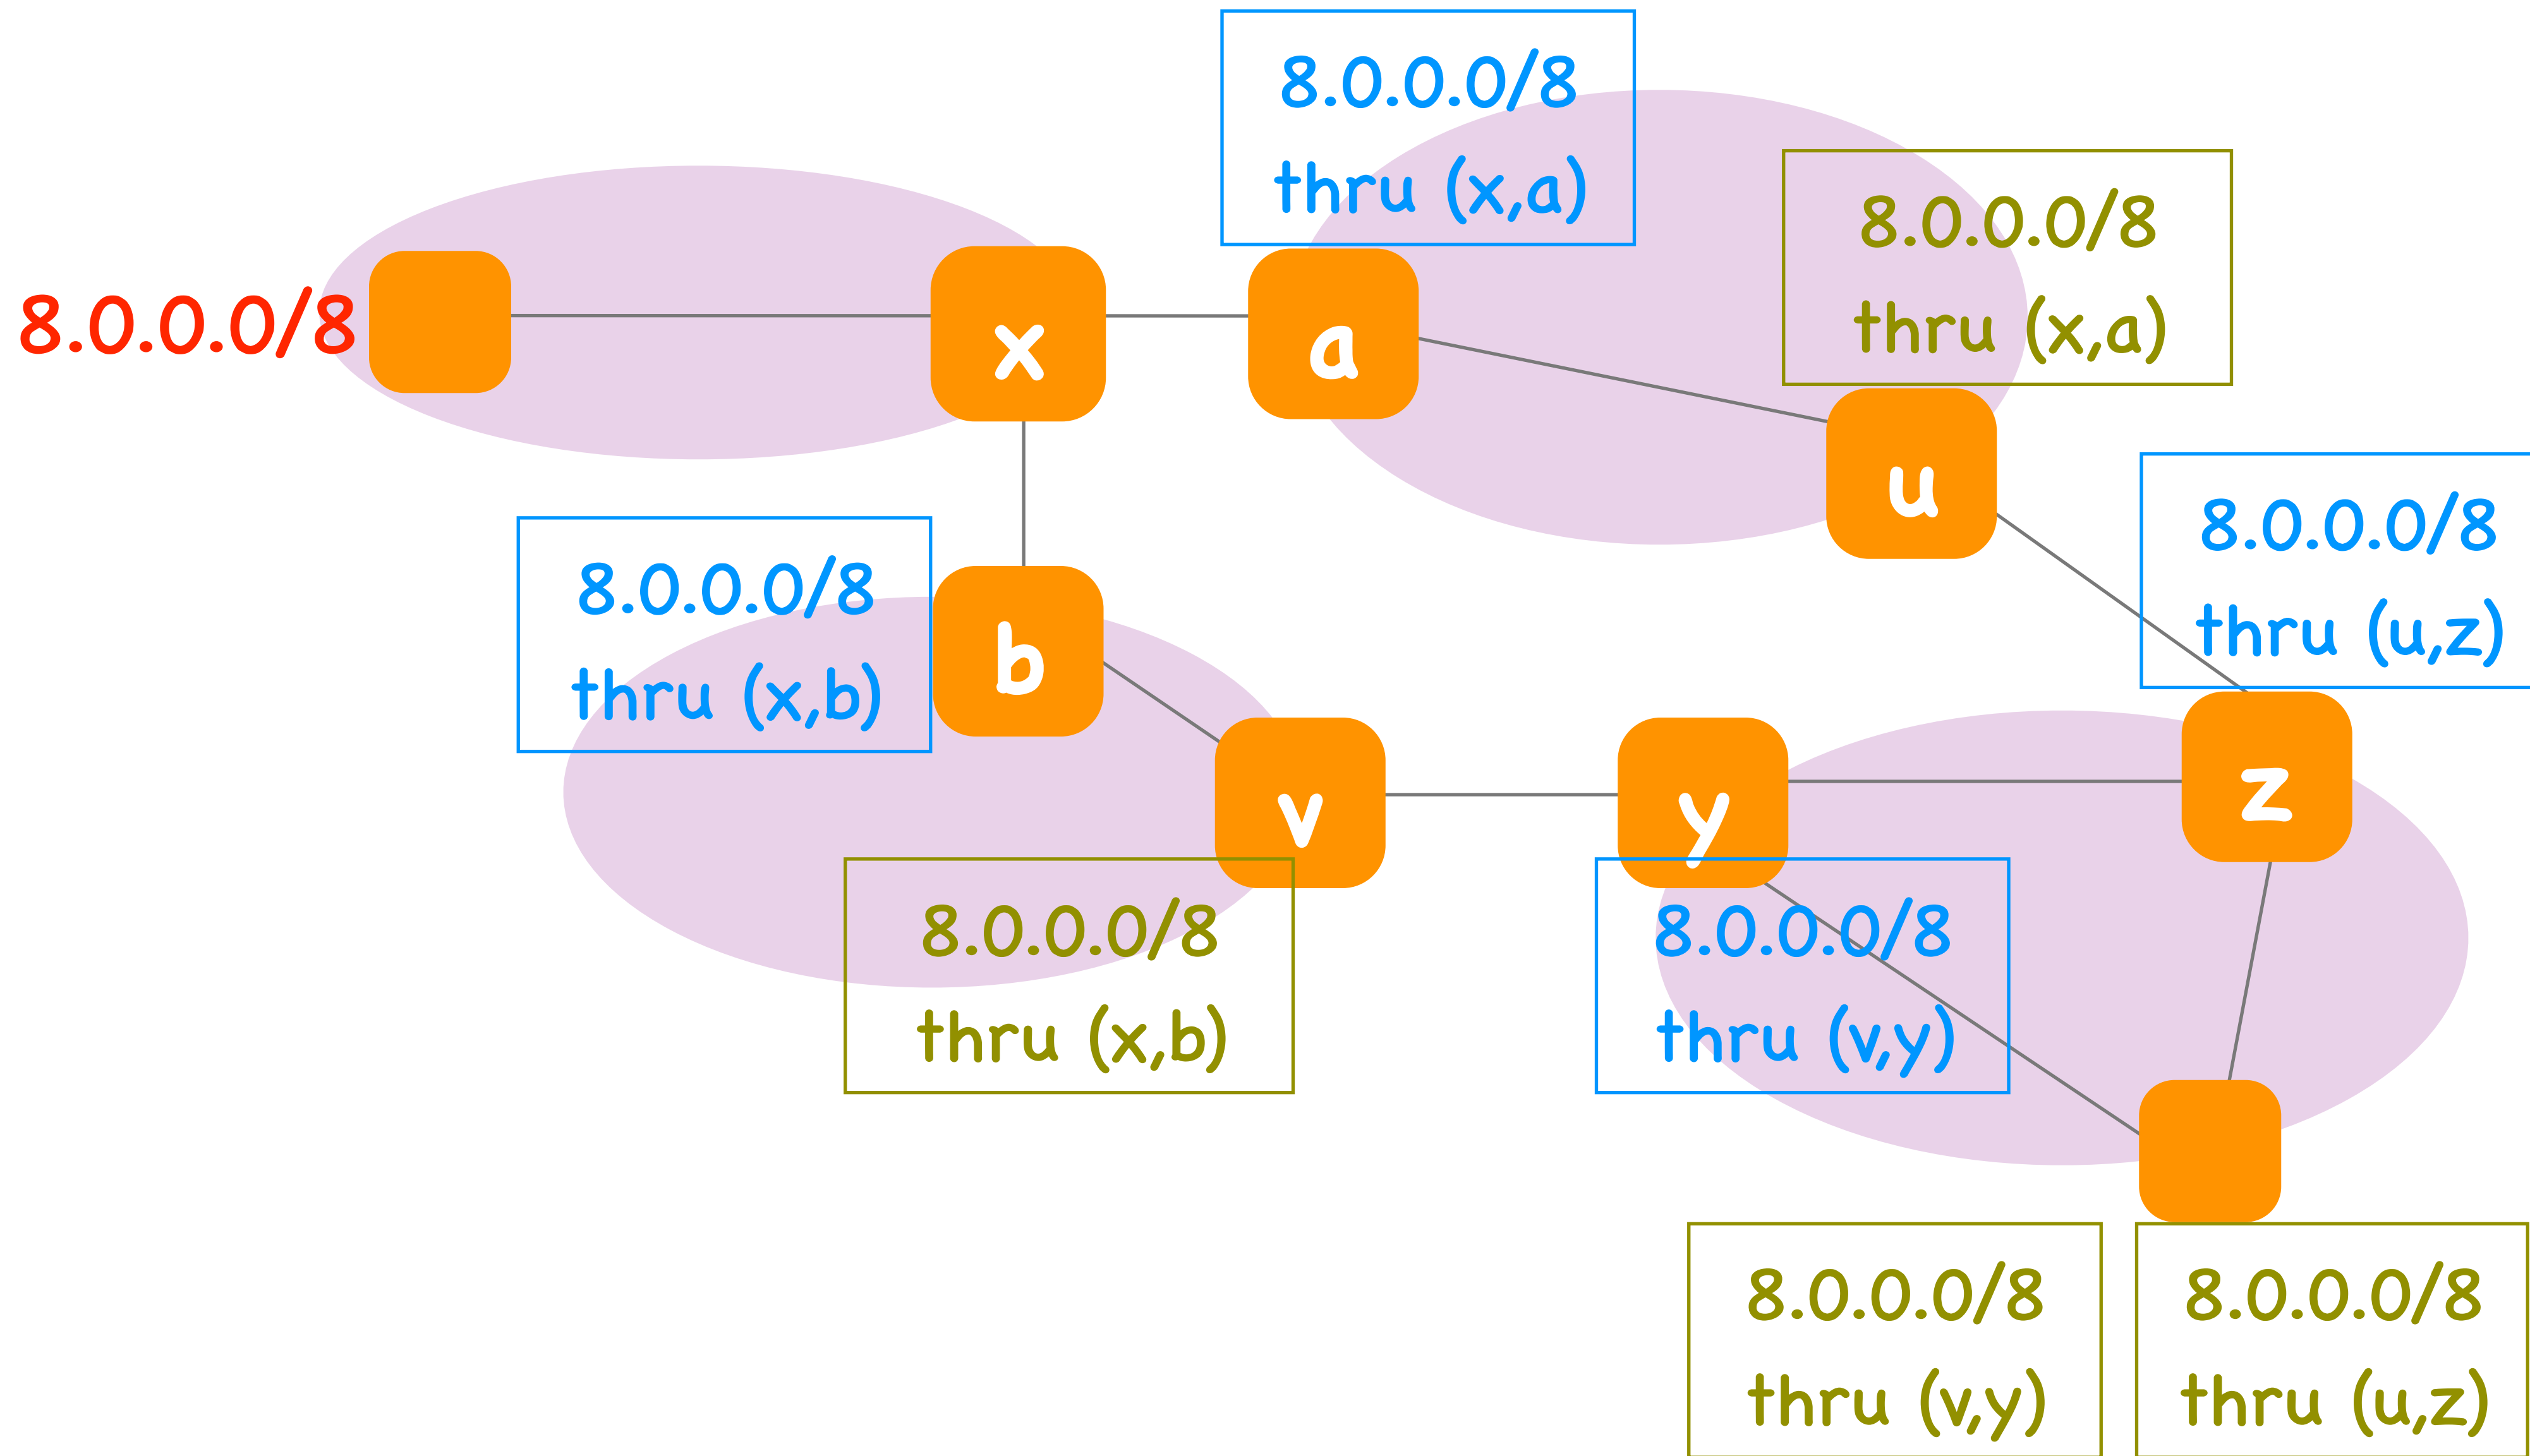 8.0.0.0/8
thru (x,a)
8.0.0.0/8
thru (x,a)
8.0.0.0/8
x
a
u
8.0.0.0/8
thru (u,z)
8.0.0.0/8
thru (x,b)
b
v
y
z
8.0.0.0/8
thru (x,b)
8.0.0.0/8
thru (v,y)
8.0.0.0/8
thru (v,y)
8.0.0.0/8
thru (u,z)